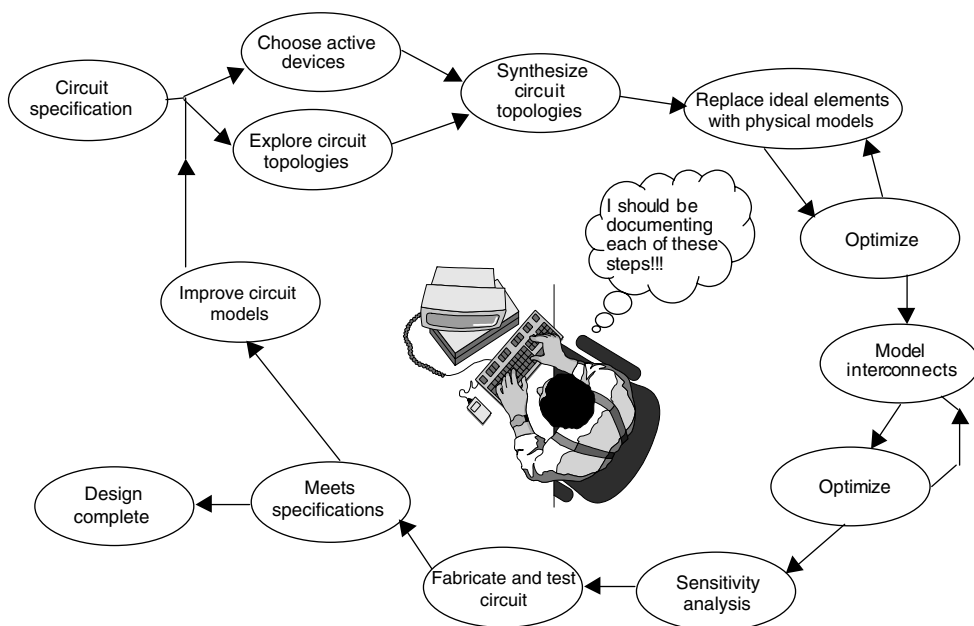 Circuit
specification
Choose active
devices
Explore circuit
topologies
Synthesize
circuit
topologies
Replace ideal elements
with physical models
Optimize
Model
interconnects
Optimize
Sensitivity
analysis
Fabricate and test
circuit
Meets
specifications
Design
complete
Improve circuit
models
I should be
documenting
each of these
steps!!!